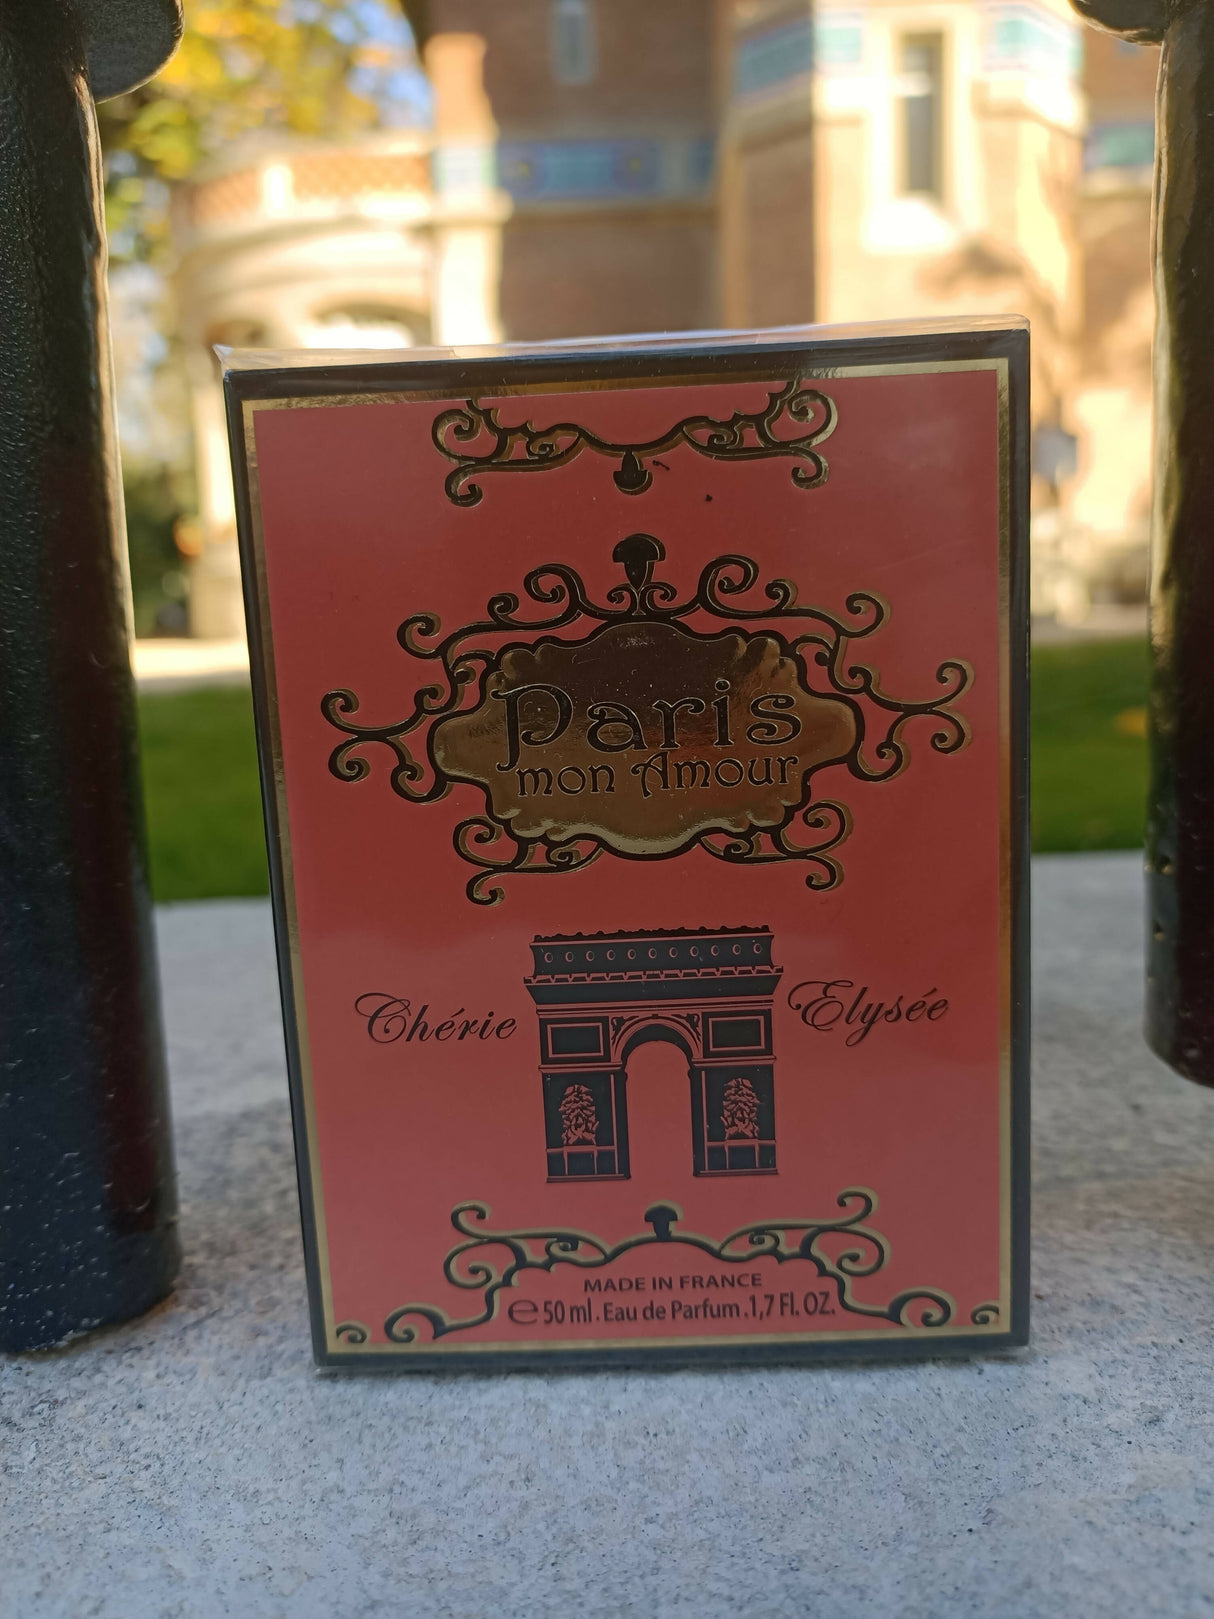 Paris
mon Amour
Chérie Elysée
MADE IN FRANCE
℮ 50 ml . Eau de Parfum . 1,7 Fl. OZ.